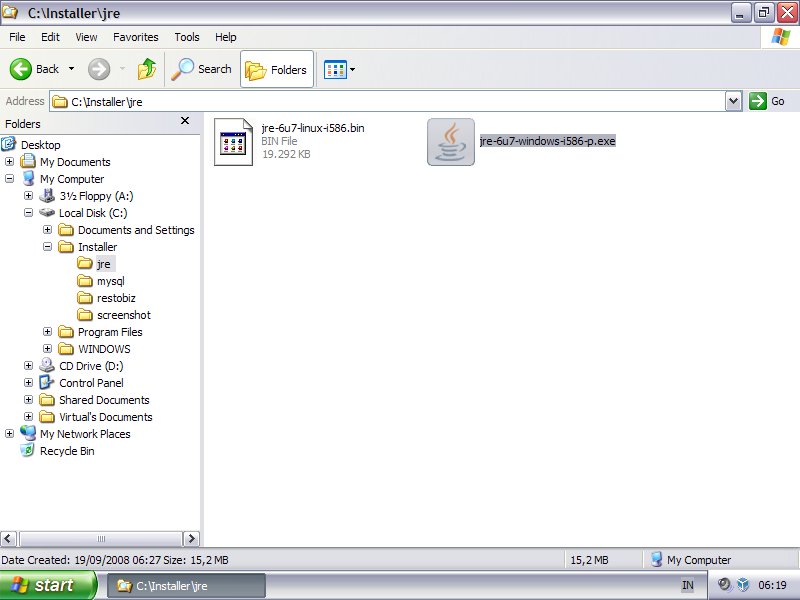 C:\Installer\jre
File Edit View Favorites Tools Help
Back Search Folders
Address C:\Installer\jre Go
Folders
Desktop
My Documents
My Computer
3½ Floppy (A:)
Local Disk (C:)
Documents and Settings
Installer
jre
mysql
restobiz
screenshot
Program Files
WINDOWS
CD Drive (D:)
Control Panel
Shared Documents
Virtual's Documents
My Network Places
Recycle Bin
jre-6u7-linux-i586.bin
BIN File
19.292 KB
jre-6u7-windows-i586-p.exe
Date Created: 19/09/2008 06:27 Size: 15,2 MB 15,2 MB My Computer
start C:\Installer\jre IN 06:19